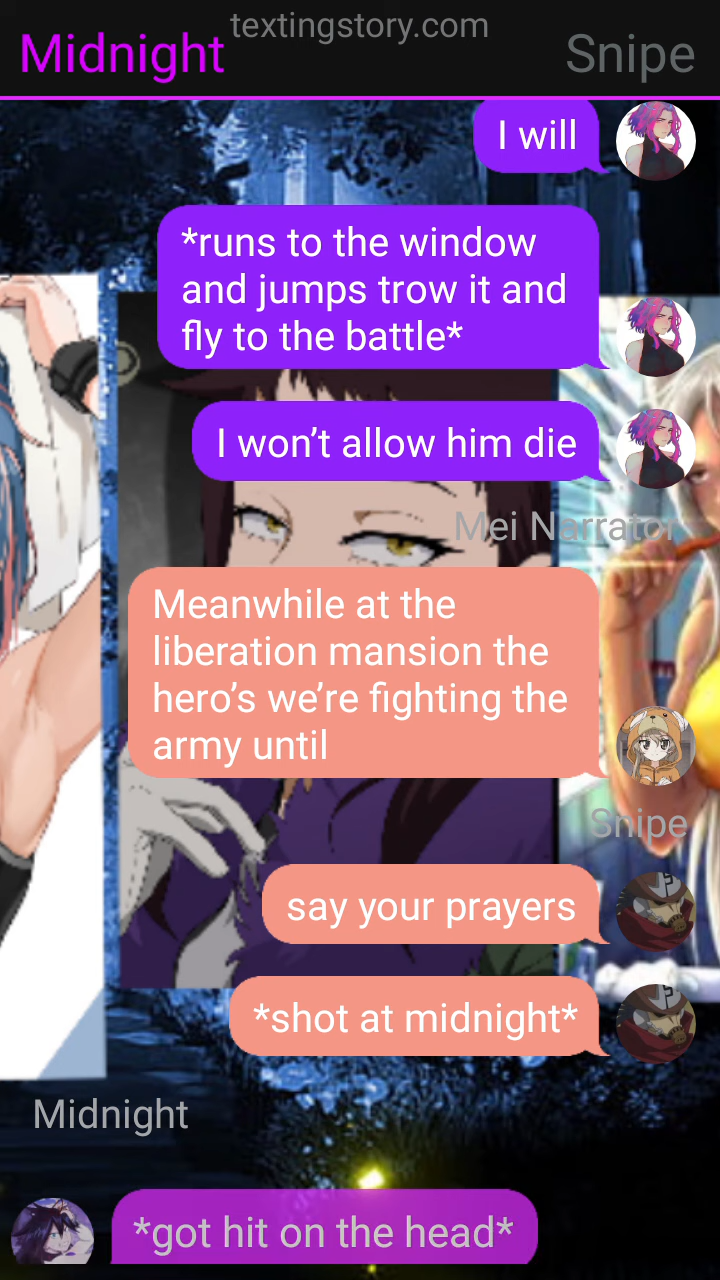 textingstory.com
Midnight
Snipe
I will
*runs to the window
and jumps trow it and
fly to the battle*
I won't allow him die
Mei Narrator
Meanwhile at the
liberation mansion the
hero's we're fighting the
army until
Snipe
say your prayers
*shot at midnight*
Midnight
*got hit on the head*